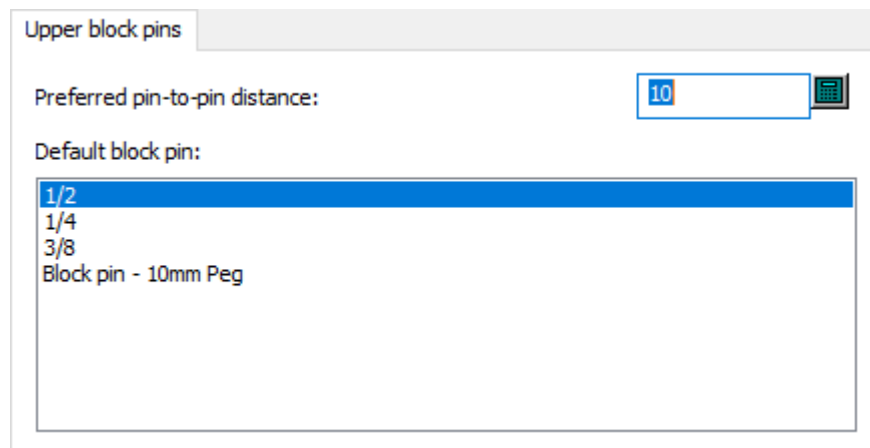 Upper block pins
Preferred pin-to-pin distance: 10
Default block pin:
1/2
1/4
3/8
Block pin - 10mm Peg